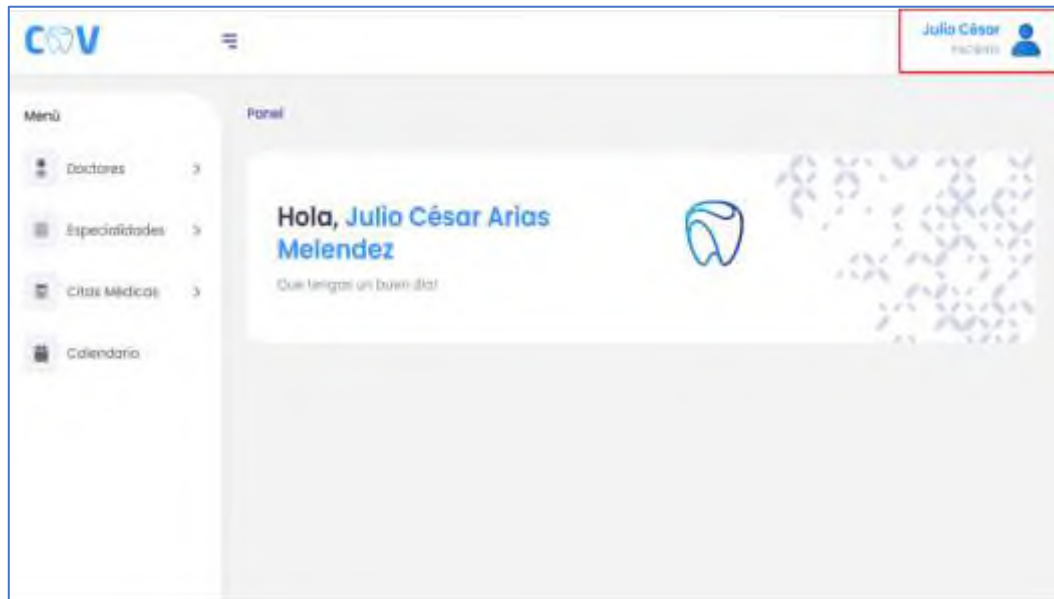 COV
Julio César
PACIENTE
Menú
Panel
Doctores
Especialidades
Citas Médicas
Calendario
Hola, Julio César Arias
Melendez
Que tengas un buen día!